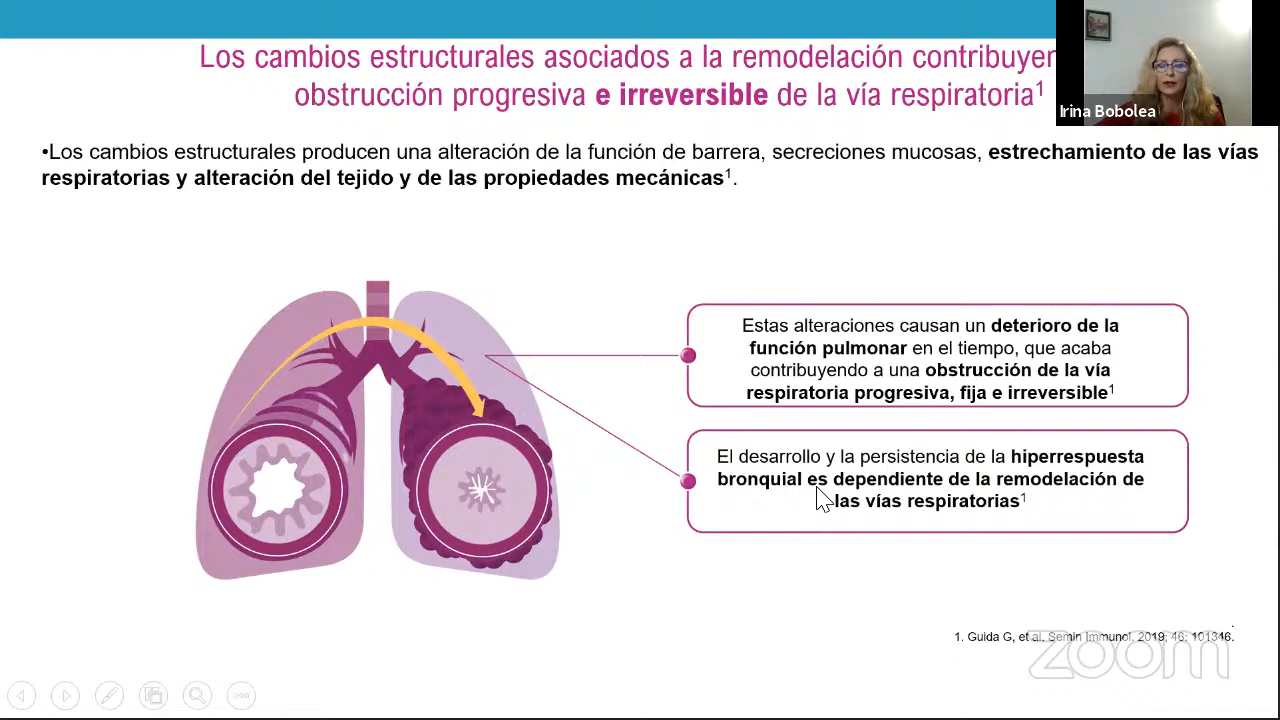 Los cambios estructurales asociados a la remodelación contribuyen
obstrucción progresiva e irreversible de la vía respiratoria1
Irina Bobolea
•Los cambios estructurales producen una alteración de la función de barrera, secreciones mucosas, estrechamiento de las vías
respiratorias y alteración del tejido y de las propiedades mecánicas1.
Estas alteraciones causan un deterioro de la
función pulmonar en el tiempo, que acaba
contribuyendo a una obstrucción de la vía
respiratoria progresiva, fija e irreversible1
El desarrollo y la persistencia de la hiperrespuesta
bronquial es dependiente de la remodelación de
las vías respiratorias1
1. Guida G, et al. Semin Immunol. 2019; 46: 101346.
zoom